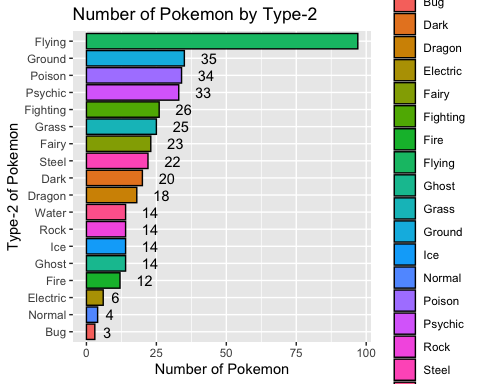 Number of Pokemon by Type-2
Type-2 of Pokemon
Flying
Ground 35
Poison 34
Psychic 33
Fighting 26
Grass 25
Fairy 23
Steel 22
Dark 20
Dragon 18
Water 14
Rock 14
Ice 14
Ghost 14
Fire 12
Electric 6
Normal 4
Bug 3
0 25 50 75 100
Number of Pokemon
Bug
Dark
Dragon
Electric
Fairy
Fighting
Fire
Flying
Ghost
Grass
Ground
Ice
Normal
Poison
Psychic
Rock
Steel